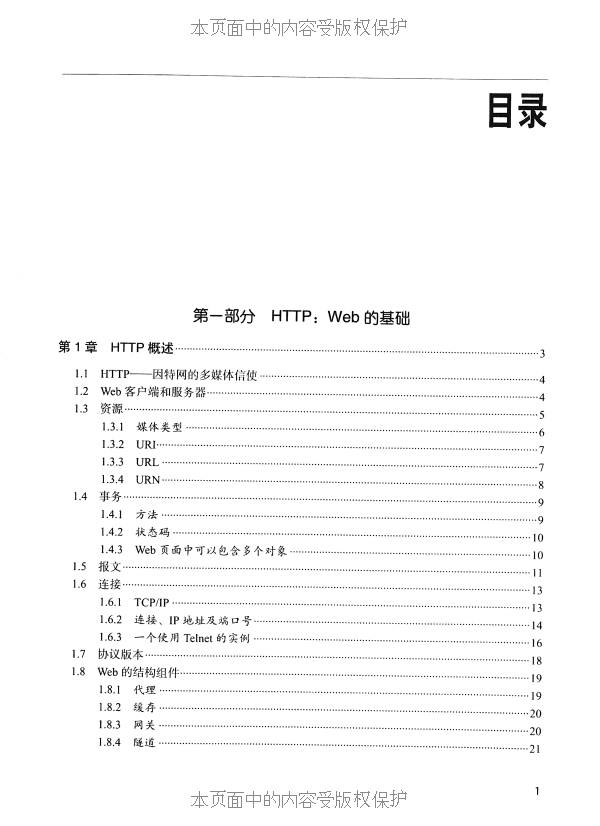 本页面中的内容受版权保护
目录
第一部分 HTTP：Web 的基础
第 1 章 HTTP 概述 3
1.1 HTTP——因特网的多媒体信使 4
1.2 Web 客户端和服务器 4
1.3 资源 5
1.3.1 媒体类型 6
1.3.2 URI 7
1.3.3 URL 7
1.3.4 URN 8
1.4 事务 9
1.4.1 方法 9
1.4.2 状态码 10
1.4.3 Web 页面中可以包含多个对象 10
1.5 报文 11
1.6 连接 13
1.6.1 TCP/IP 13
1.6.2 连接、IP 地址及端口号 14
1.6.3 一个使用 Telnet 的实例 16
1.7 协议版本 18
1.8 Web 的结构组件 19
1.8.1 代理 19
1.8.2 缓存 20
1.8.3 网关 20
1.8.4 隧道 21
1
本页面中的内容受版权保护